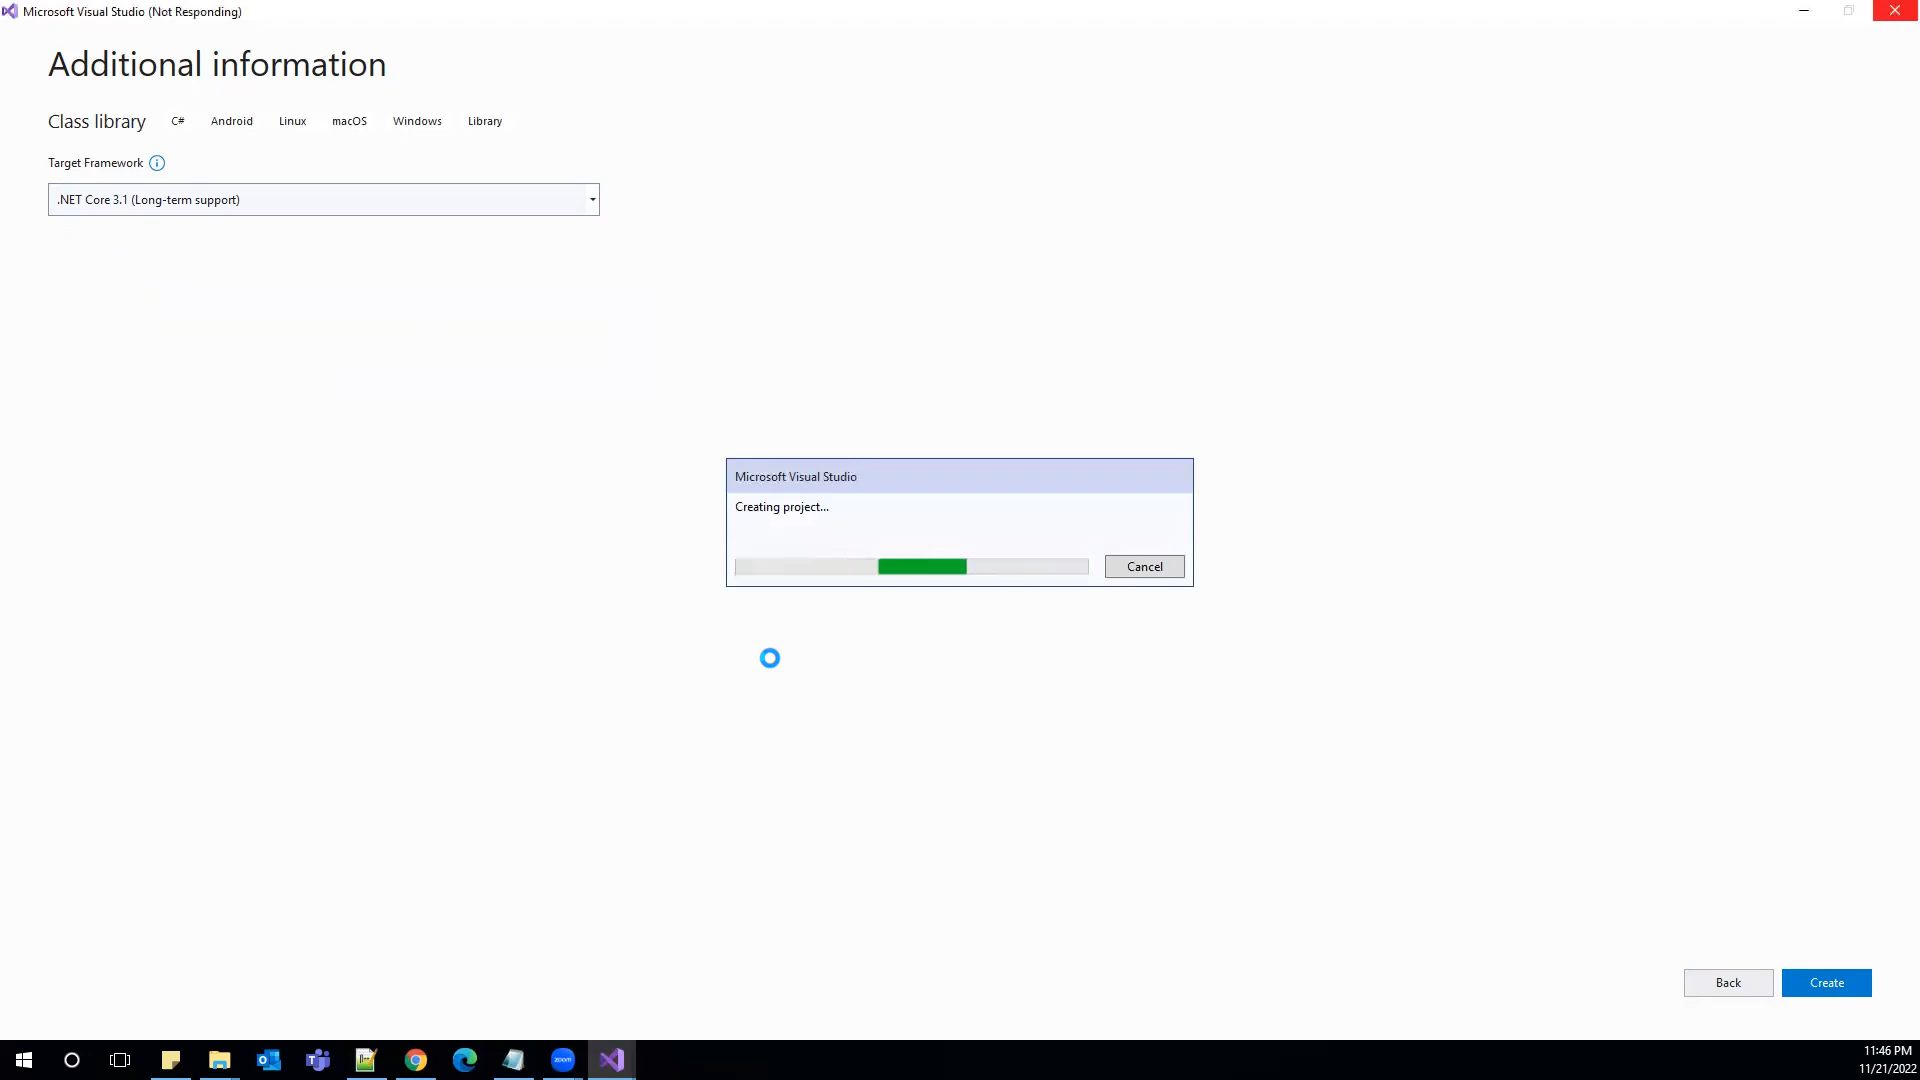 Microsoft Visual Studio (Not Responding)
Additional information
Class library C# Android Linux macOS Windows Library
Target Framework
.NET Core 3.1 (Long-term support)
Microsoft Visual Studio
Creating project...
Cancel
Back Create
zoom
11:46 PM
11/21/2022